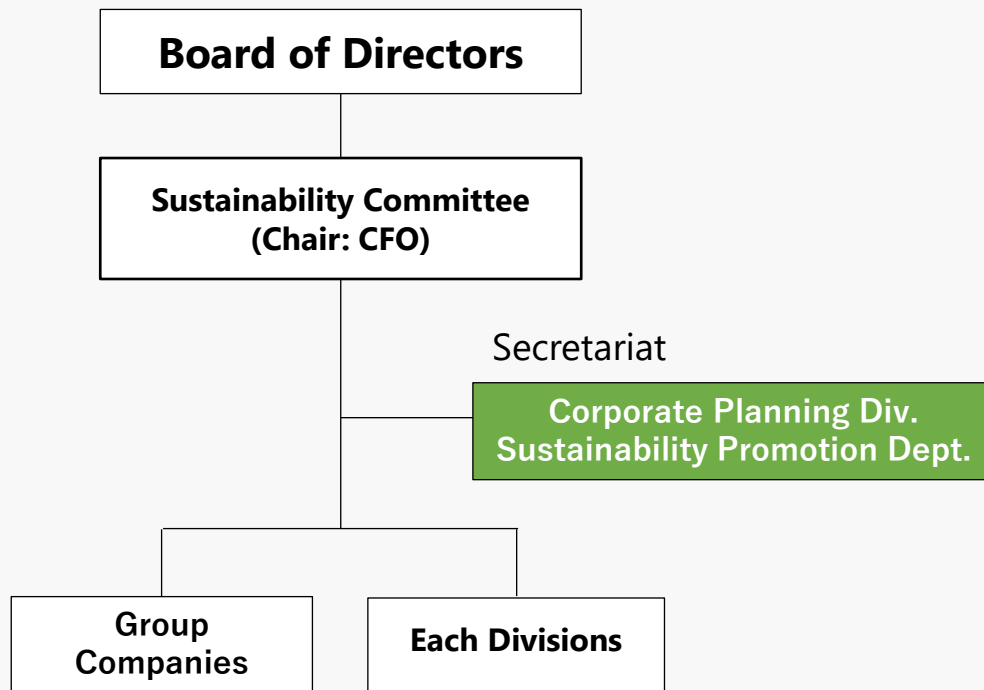 Board of Directors
Sustainability Committee
(Chair: CFO)
Secretariat
Corporate Planning Div.
Sustainability Promotion Dept.
Group
Companies
Each Divisions